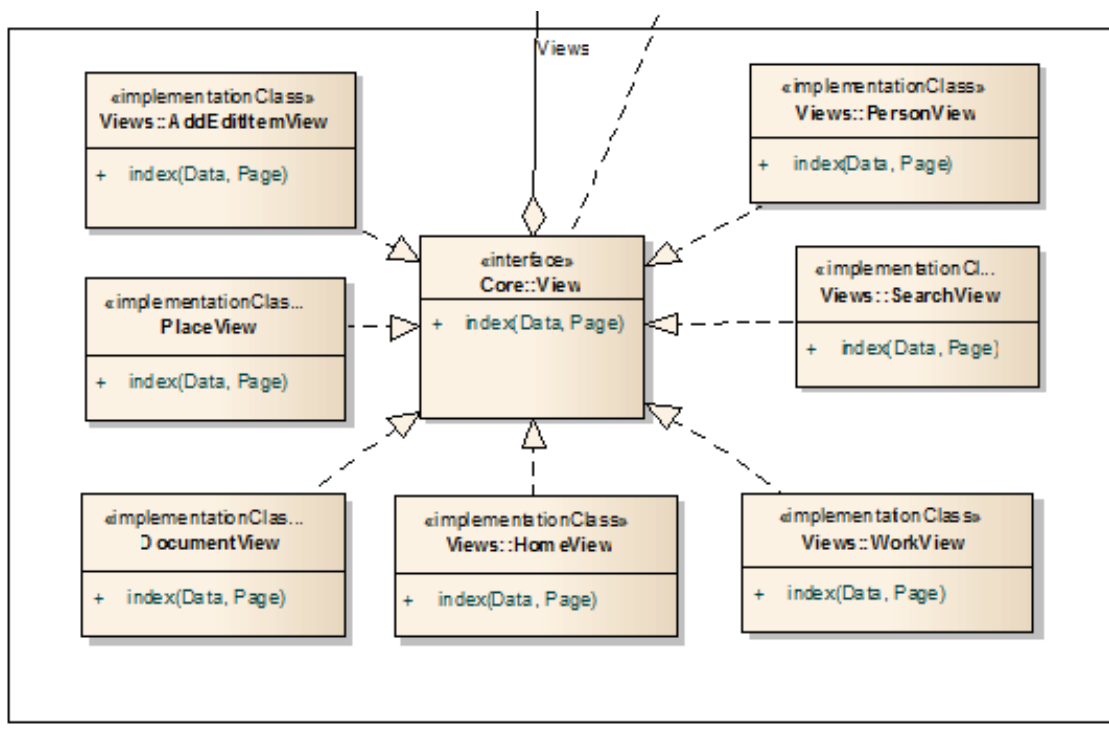 Views
«implementationClass»
Views::AddEditItemView
+ index(Data, Page)
«implementationClass»
Views::PersonView
+ index(Data, Page)
«interface»
Core::View
+ index(Data, Page)
«implementationClas...
PlaceView
+ index(Data, Page)
«implementationCl...
Views::SearchView
+ index(Data, Page)
«implementationClas...
DocumentView
+ index(Data, Page)
«implementationClass»
Views::HomeView
+ index(Data, Page)
«implementationClass»
Views::WorkView
+ index(Data, Page)